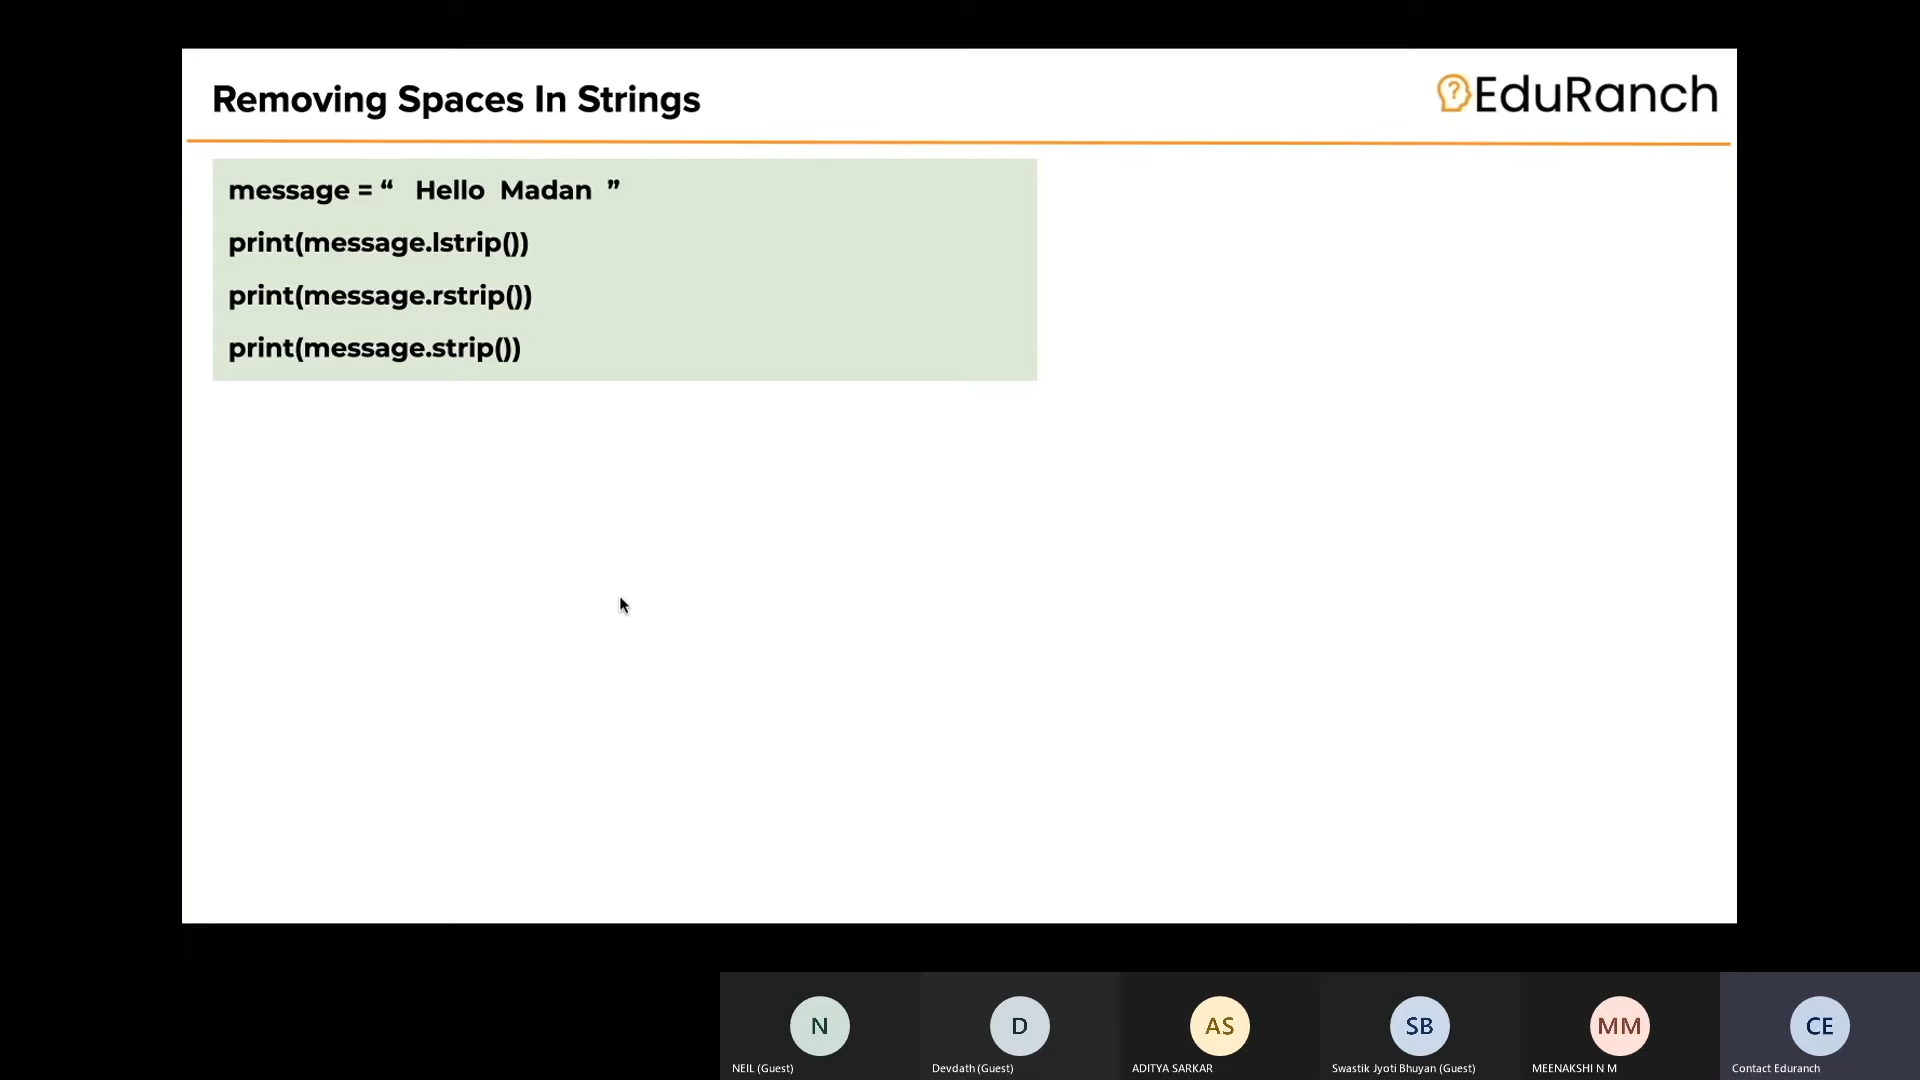 Removing Spaces In Strings
EduRanch
message = “   Hello  Madan  ”
print(message.lstrip())
print(message.rstrip())
print(message.strip())
N
D
AS
SB
MM
CE
NEIL (Guest)
Devdath (Guest)
ADITYA SARKAR
Swastik Jyoti Bhuyan (Guest)
MEENAKSHI N M
Contact Eduranch